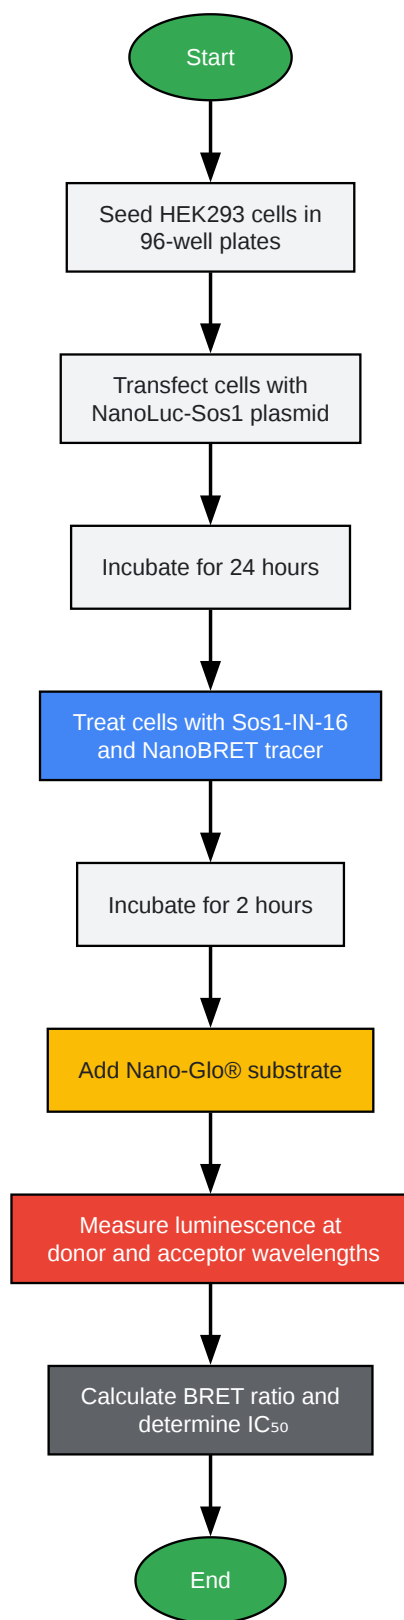 Start
Seed HEK293 cells in
96-well plates
Transfect cells with
NanoLuc-Sos1 plasmid
Incubate for 24 hours
Treat cells with Sos1-IN-16
and NanoBRET tracer
Incubate for 2 hours
Add Nano-Glo® substrate
Measure luminescence at
donor and acceptor wavelengths
Calculate BRET ratio and
determine IC₅₀
End